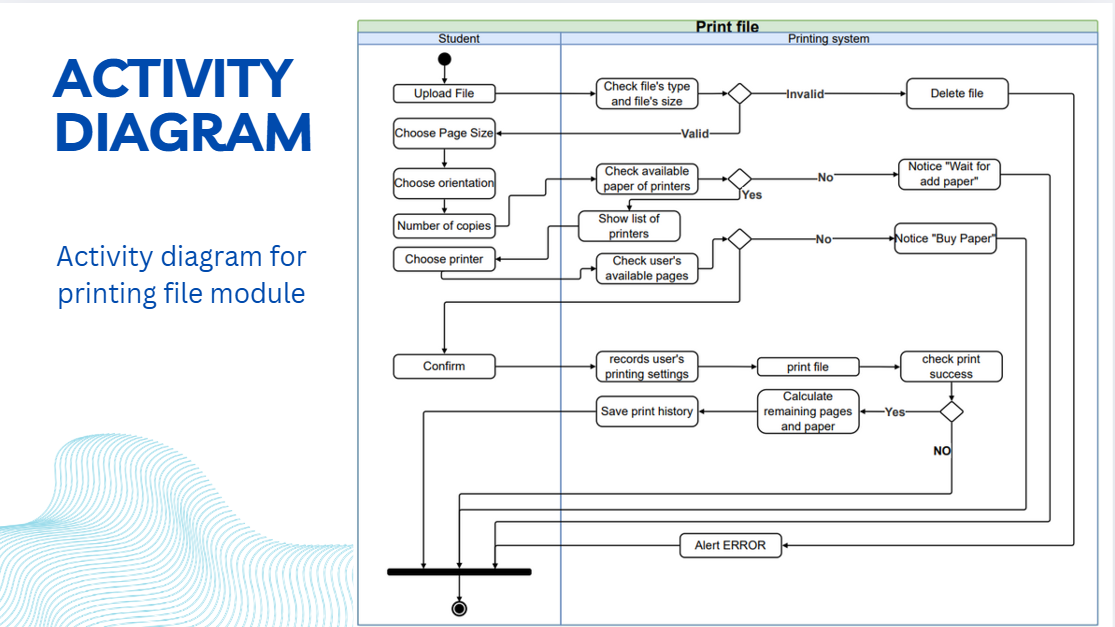 ACTIVITY
DIAGRAM
Activity diagram for
printing file module
Print file
Student
Printing system
Upload File
Check file's type
and file's size
Invalid
Delete file
Choose Page Size
Valid
Choose orientation
Check available
paper of printers
No
Notice "Wait for
add paper"
Yes
Number of copies
Show list of
printers
Choose printer
Check user's
available pages
No
Notice "Buy Paper"
Confirm
records user's
printing settings
print file
check print
success
Save print history
Calculate
remaining pages
and paper
Yes
NO
Alert ERROR